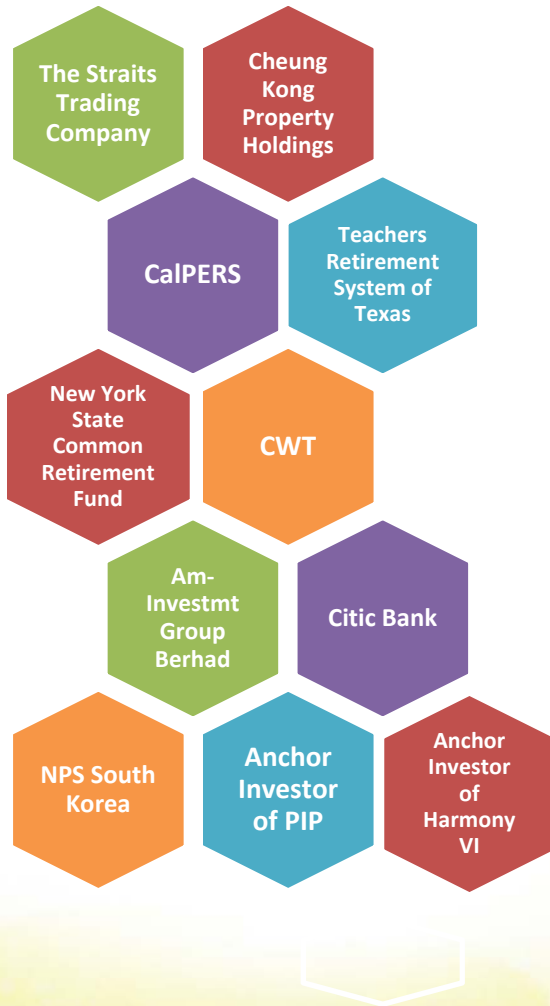 The Straits
Trading
Company
Cheung
Kong
Property
Holdings
CalPERS
Teachers
Retirement
System of
Texas
New York
State
Common
Retirement
Fund
CWT
Am-
Investmt
Group
Berhad
Citic Bank
NPS South
Korea
Anchor
Investor
of PIP
Anchor
Investor
of
Harmony
VI